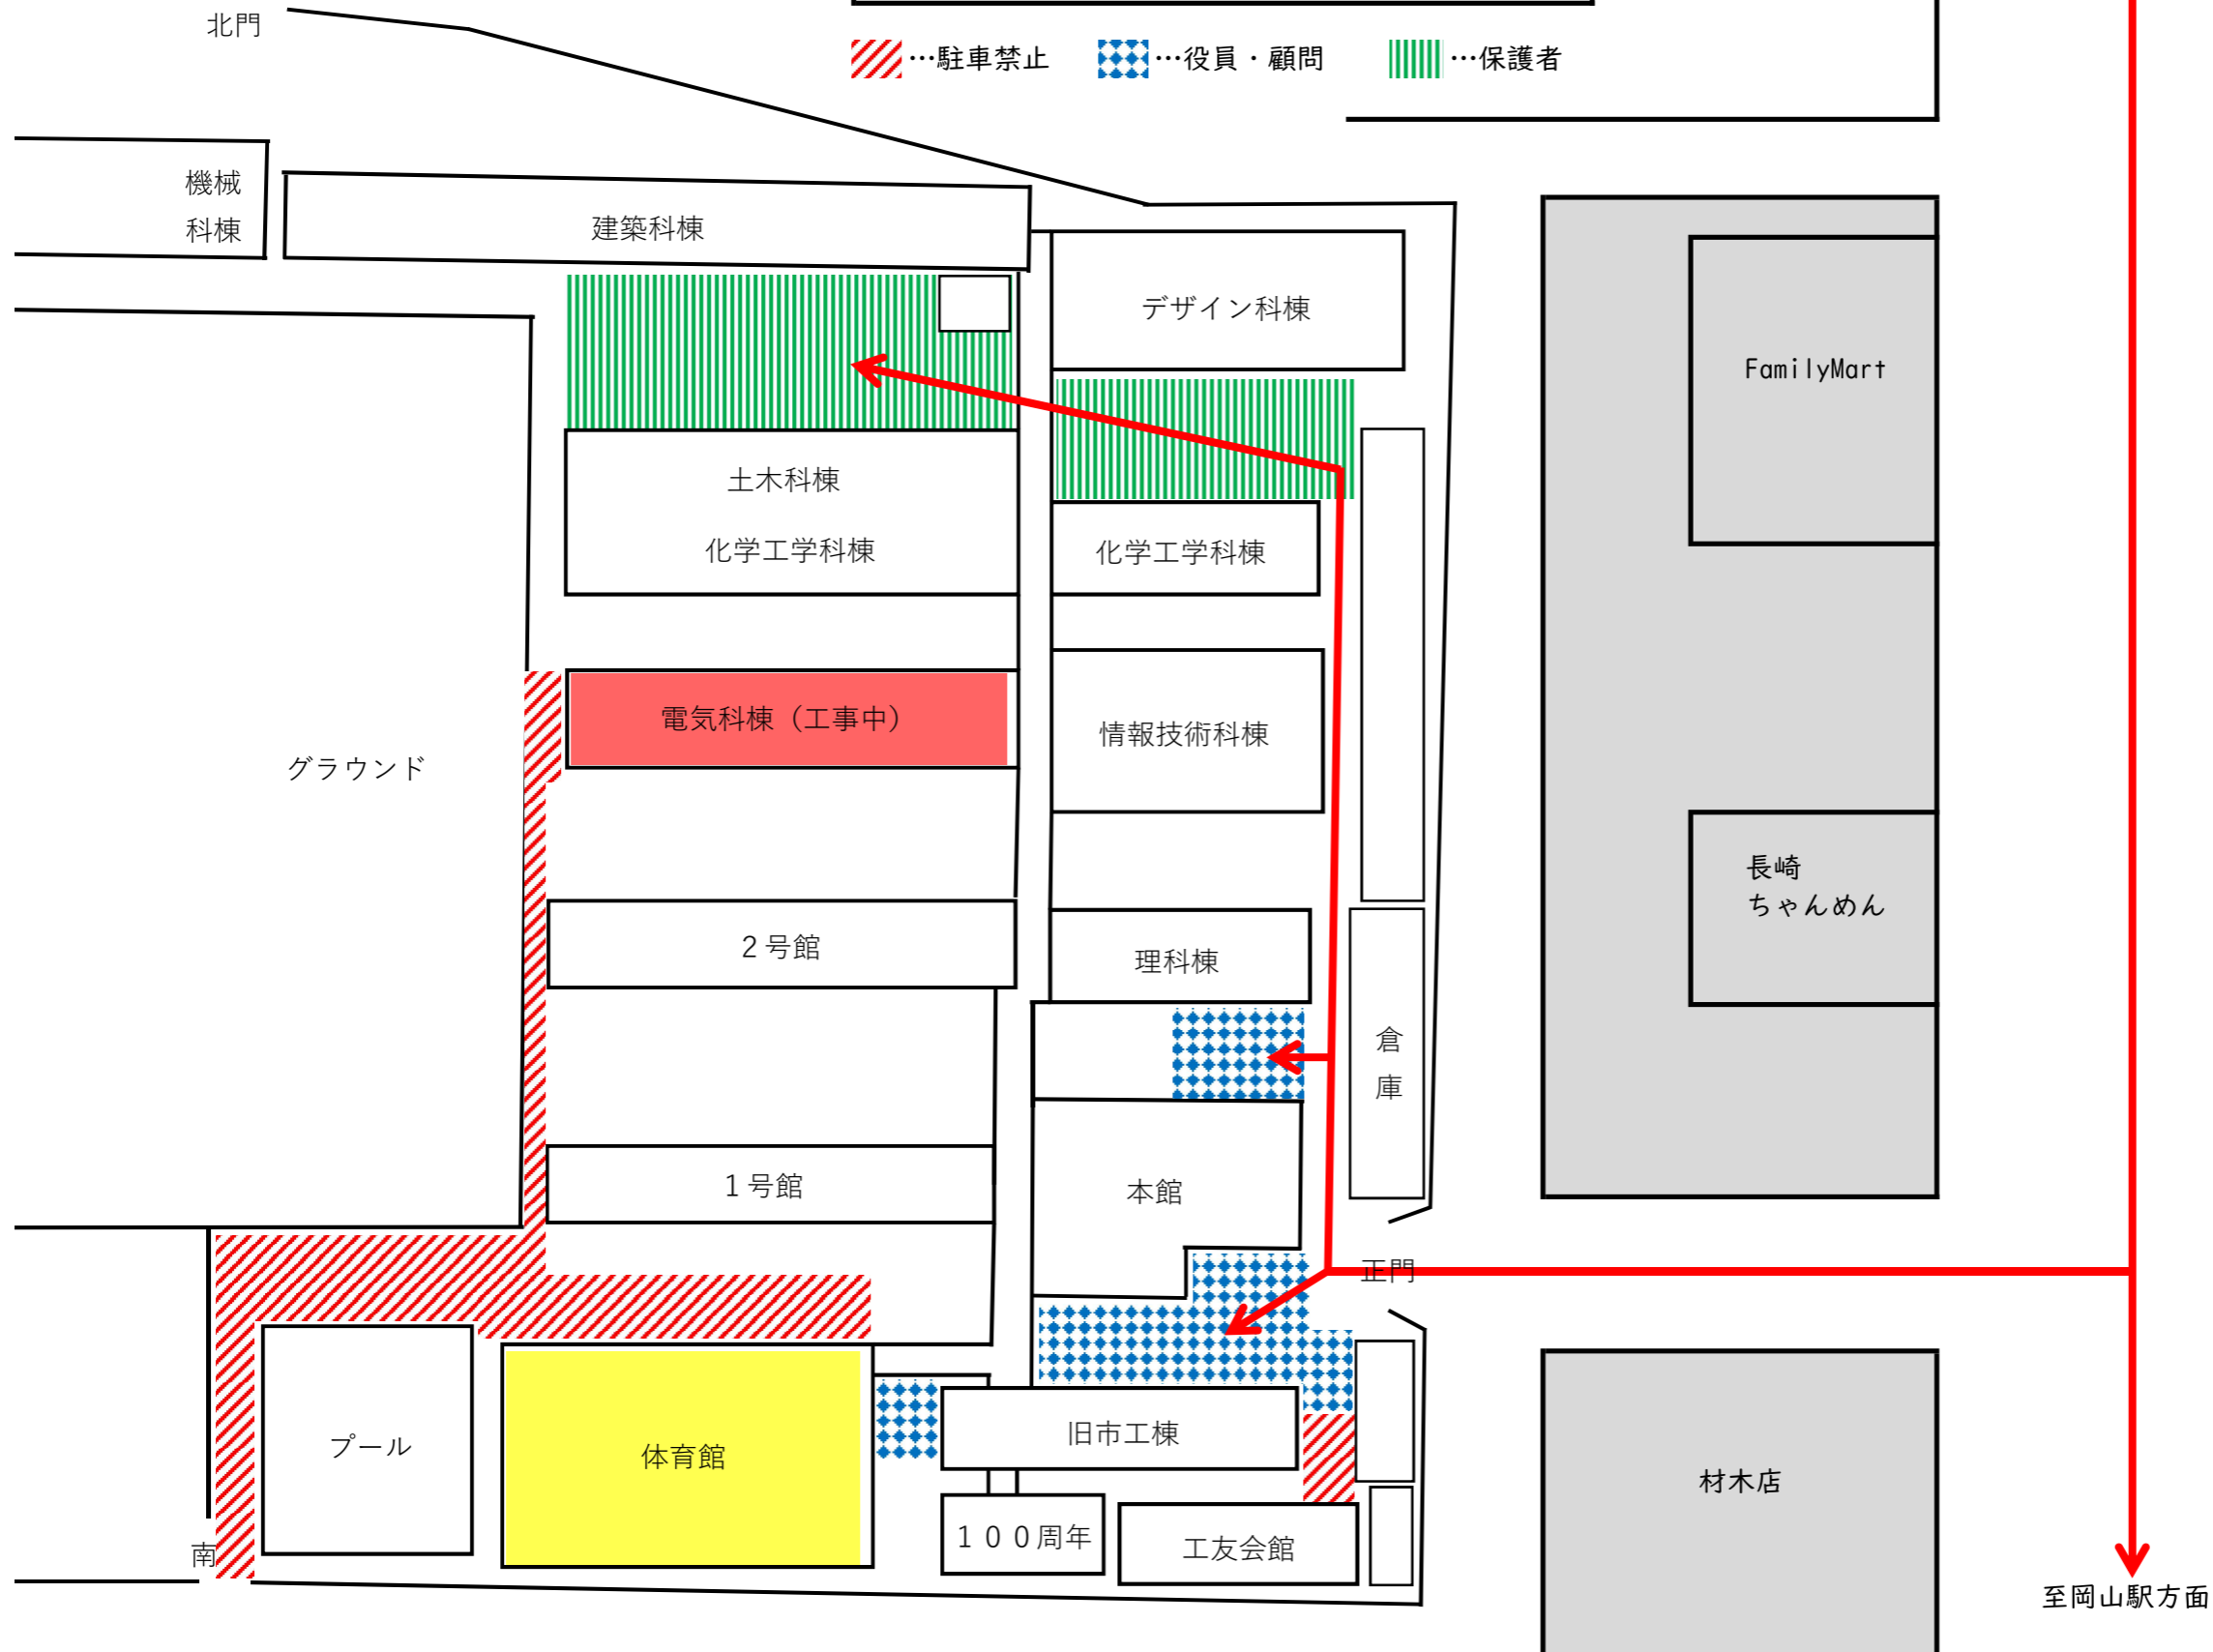 北門
…駐車禁止
…役員・顧問
…保護者
機械
科棟
建築科棟
デザイン科棟
FamilyMart
土木科棟
化学工学科棟
化学工学科棟
電気科棟（工事中）
情報技術科棟
グラウンド
長崎
ちゃんめん
２号館
理科棟
倉
庫
１号館
本館
正門
プール
体育館
旧市工棟
材木店
南
１００周年
工友会館
至岡山駅方面